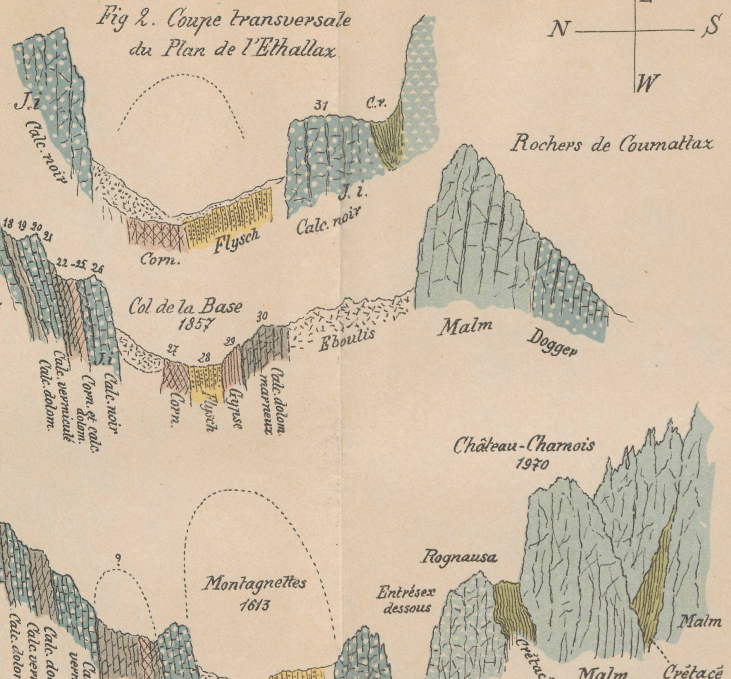 Fig 2. Coupe transversale
du Plan de l'Ethallax
N
S
W
J.i
Calc. noir
31
C.r.
J. i.
Calc. noir
Corn.
Flysch
Rochers de Coumattax
18 19 20
21
22-25
26
Col de la Base
1857
27
28
29
30
Eboulis
Malm
Dogger
J.i
Calc. noir
Corn. et calc.
dolom.
Calc. vermiculé
Calc. dolom.
Corn.
Flysch
Gypse
Calc. dolom.
marneux
Château-Chamois
1970
9
Montagnettes
1613
Rognausa
Entrésex
dessous
Malm
Malm
Crétacé
Calc. dolom